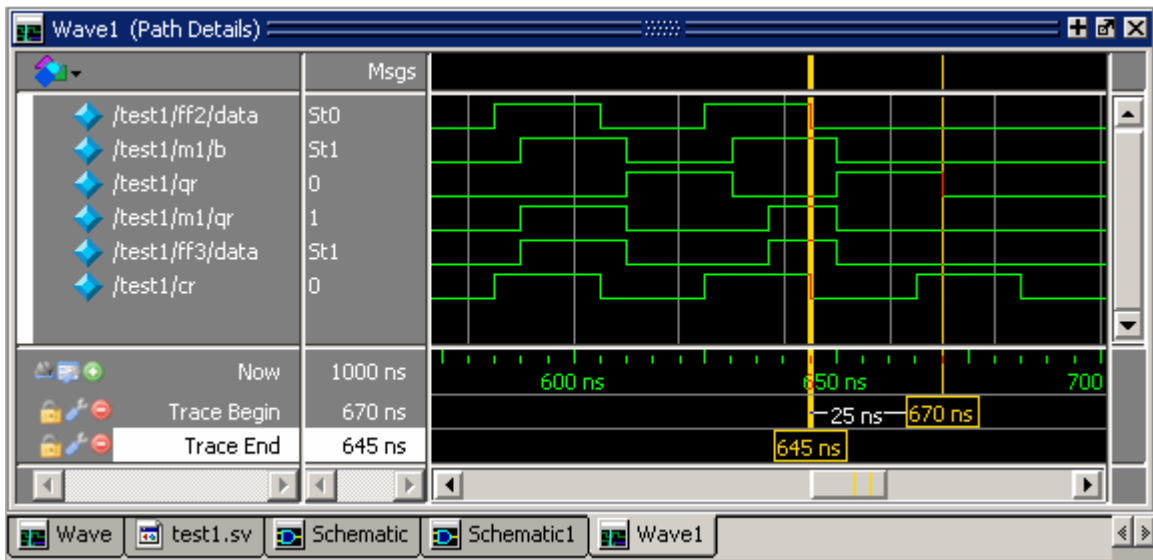 Wave1 (Path Details)
Msgs
/test1/ff2/data St0
/test1/m1/b St1
/test1/qr 0
/test1/m1/qr 1
/test1/ff3/data St1
/test1/cr 0
Now 1000 ns 600 ns 650 ns 700
Trace Begin 670 ns 25 ns 670 ns
Trace End 645 ns 645 ns
Wave test1.sv Schematic Schematic1 Wave1